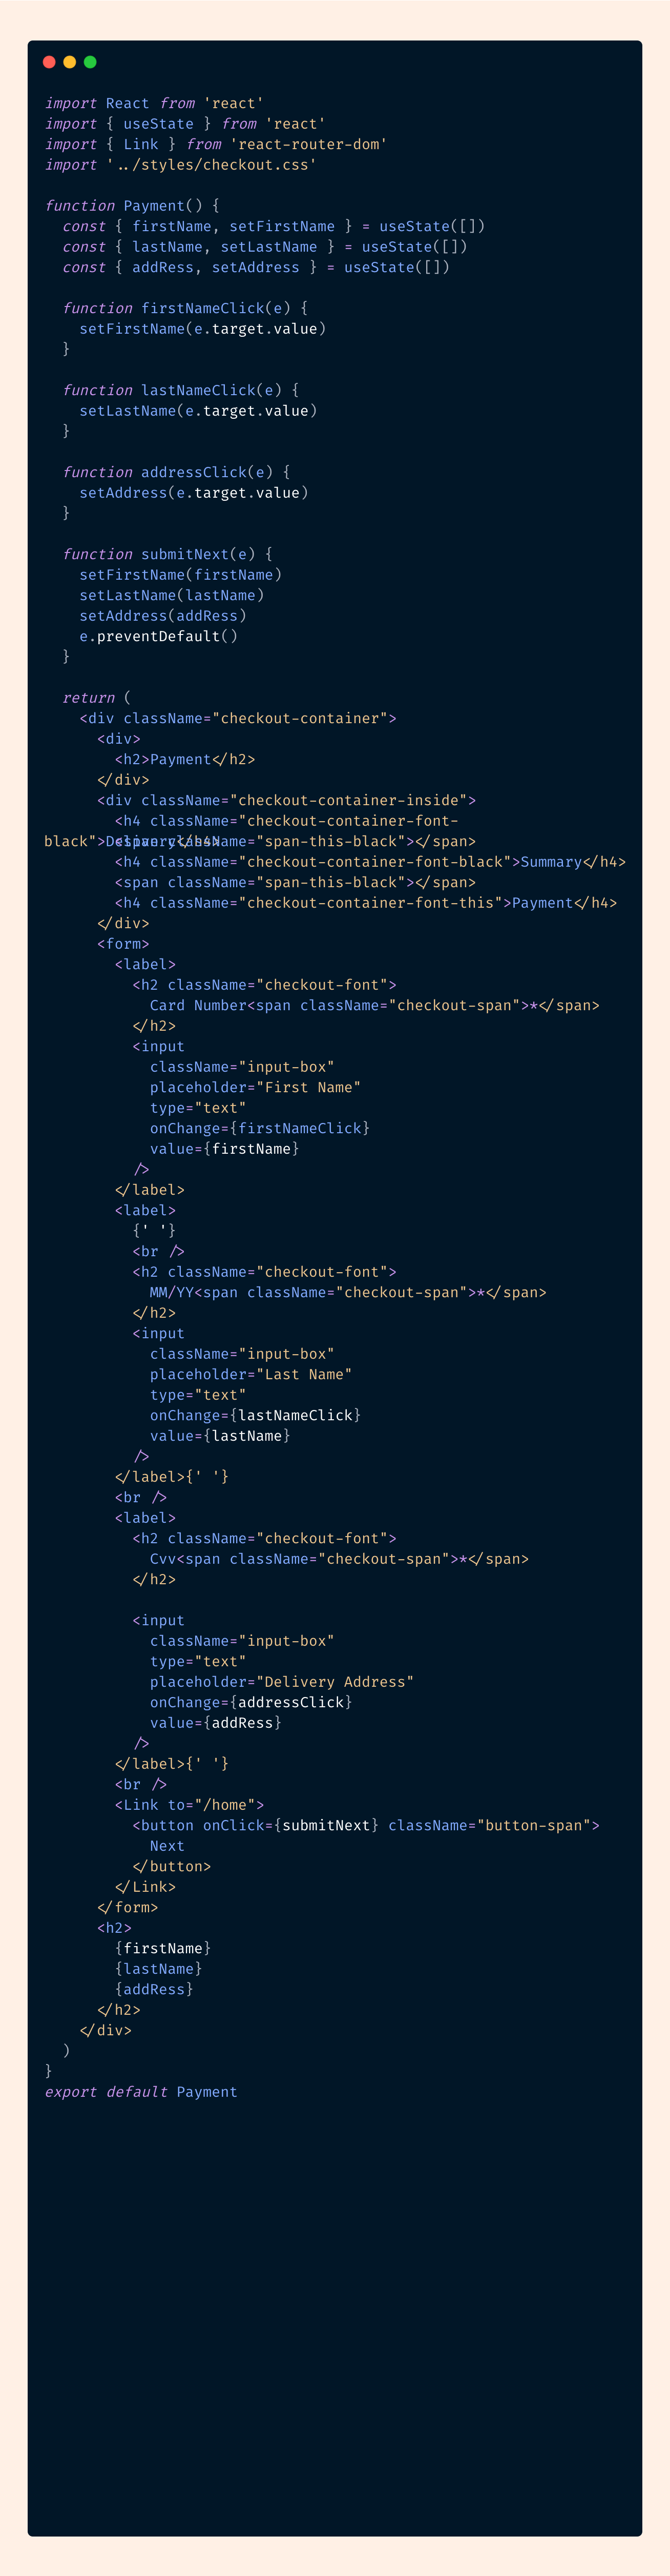 import React from 'react'
import { useState } from 'react'
import { Link } from 'react-router-dom'
import '../styles/checkout.css'

function Payment() {
  const { firstName, setFirstName } = useState([])
  const { lastName, setLastName } = useState([])
  const { addRess, setAddress } = useState([])

  function firstNameClick(e) {
    setFirstName(e.target.value)
  }

  function lastNameClick(e) {
    setLastName(e.target.value)
  }

  function addressClick(e) {
    setAddress(e.target.value)
  }

  function submitNext(e) {
    setFirstName(firstName)
    setLastName(lastName)
    setAddress(addRess)
    e.preventDefault()
  }

  return (
    <div className="checkout-container">
      <div>
        <h2>Payment</h2>
      </div>
      <div className="checkout-container-inside">
        <h4 className="checkout-container-font-
black">Delivery</h4>
        <span className="span-this-black"></span>
        <h4 className="checkout-container-font-black">Summary</h4>
        <span className="span-this-black"></span>
        <h4 className="checkout-container-font-this">Payment</h4>
      </div>
      <form>
        <label>
          <h2 className="checkout-font">
            Card Number<span className="checkout-span">*</span>
          </h2>
          <input
            className="input-box"
            placeholder="First Name"
            type="text"
            onChange={firstNameClick}
            value={firstName}
          />
        </label>
        <label>
          {' '}
          <br />
          <h2 className="checkout-font">
            MM/YY<span className="checkout-span">*</span>
          </h2>
          <input
            className="input-box"
            placeholder="Last Name"
            type="text"
            onChange={lastNameClick}
            value={lastName}
          />
        </label>{' '}
        <br />
        <label>
          <h2 className="checkout-font">
            Cvv<span className="checkout-span">*</span>
          </h2>

          <input
            className="input-box"
            type="text"
            placeholder="Delivery Address"
            onChange={addressClick}
            value={addRess}
          />
        </label>{' '}
        <br />
        <Link to="/home">
          <button onClick={submitNext} className="button-span">
            Next
          </button>
        </Link>
      </form>
      <h2>
        {firstName}
        {lastName}
        {addRess}
      </h2>
    </div>
  )
}
export default Payment